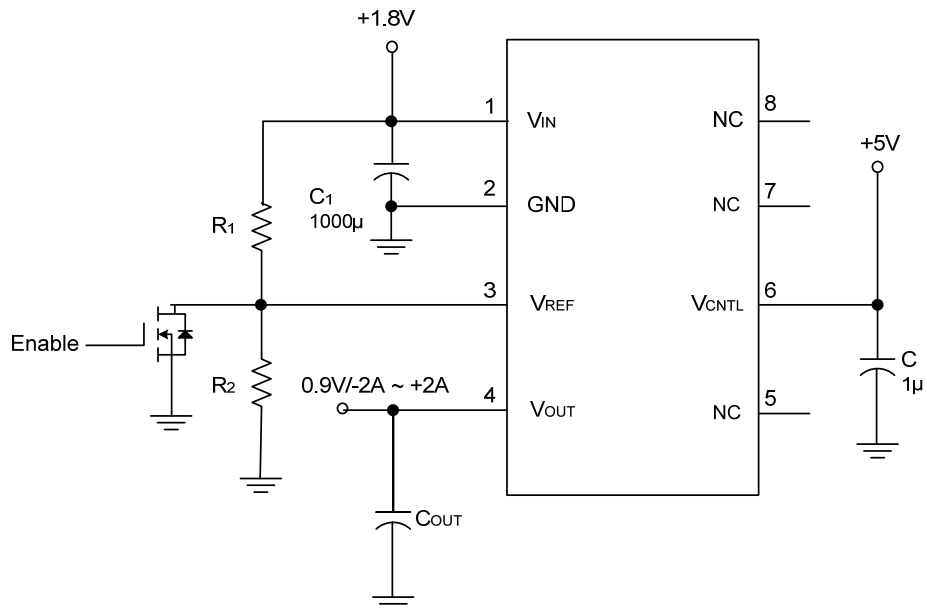 +1.8V
1
VIN
NC
8
+5V
2
GND
NC
7
C1
1000µ
R1
3
VREF
VCNTL
6
Enable
R2
0.9V/-2A ~ +2A
4
VOUT
NC
5
C
1µ
COUT